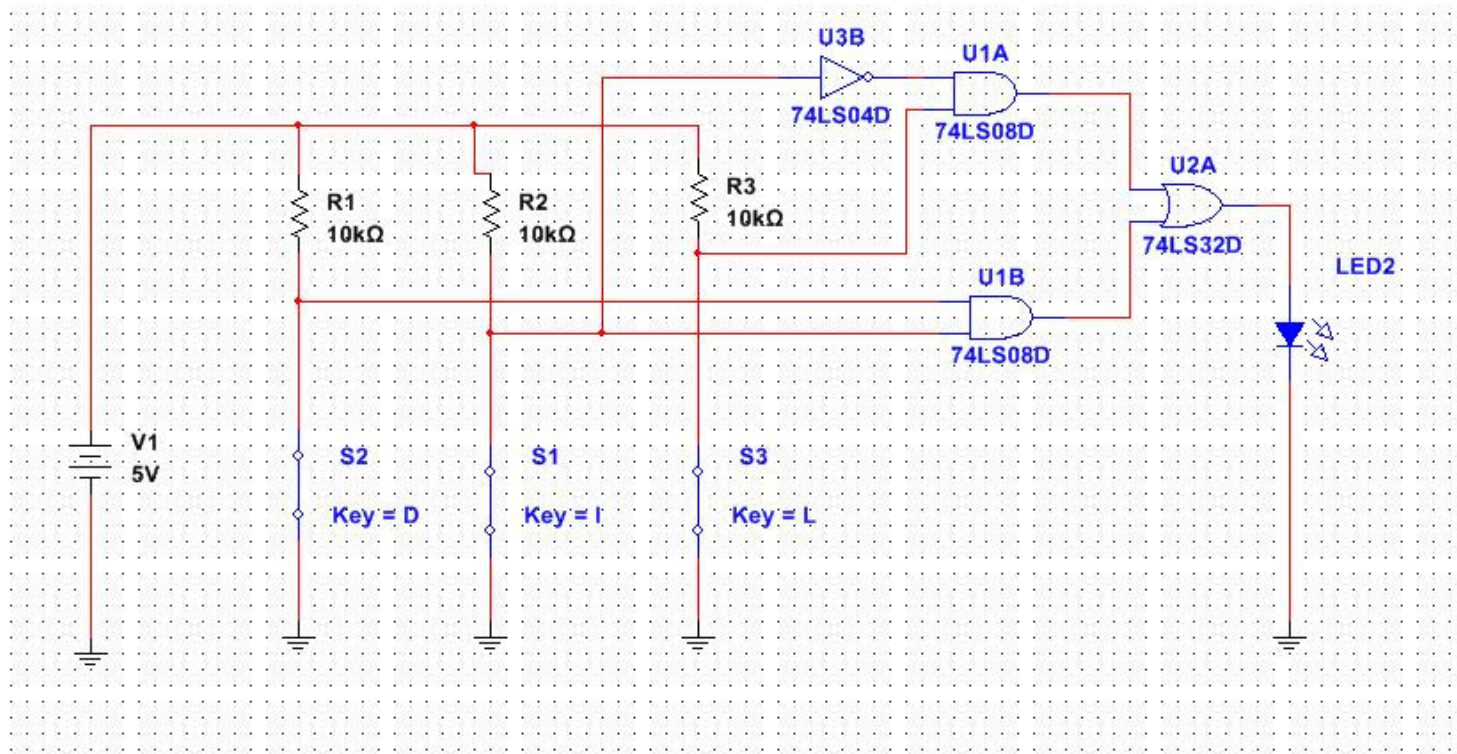 U3B
74LS04D
U1A
74LS08D
U2A
74LS32D
R1
10kΩ
R2
10kΩ
R3
10kΩ
LED2
U1B
74LS08D
V1
5V
S2
Key = D
S1
Key = I
S3
Key = L